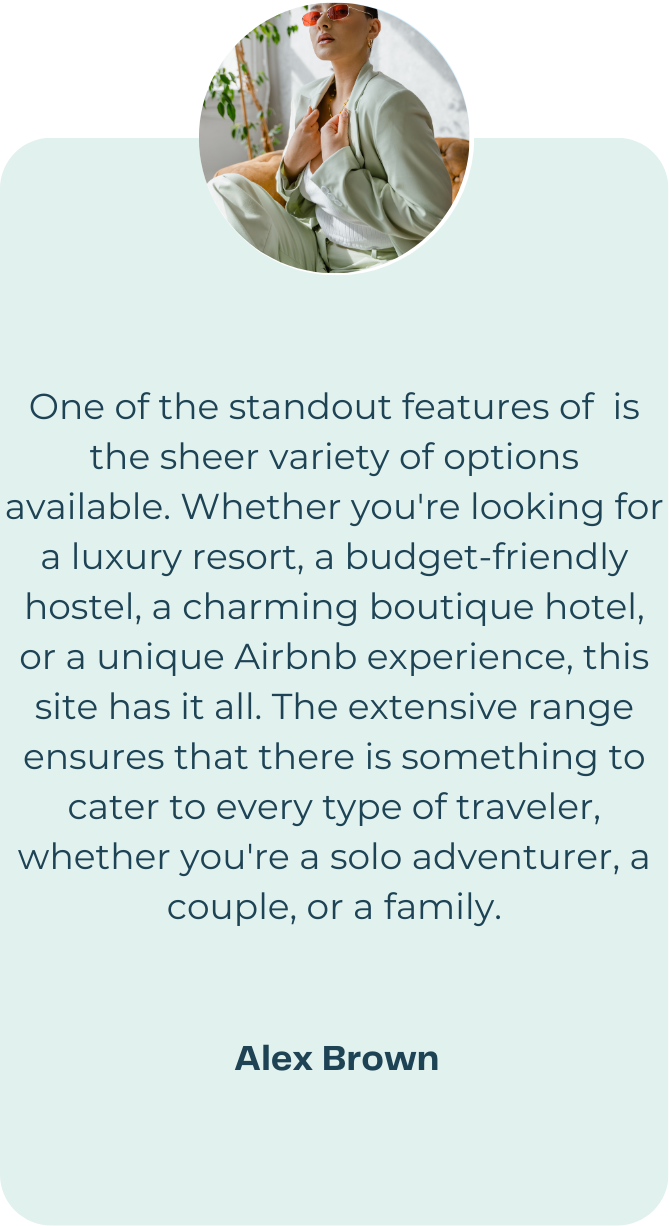 One of the standout features of  is
the sheer variety of options
available. Whether you're looking for
a luxury resort, a budget-friendly
hostel, a charming boutique hotel,
or a unique Airbnb experience, this
site has it all. The extensive range
ensures that there is something to
cater to every type of traveler,
whether you're a solo adventurer, a
couple, or a family.
Alex Brown